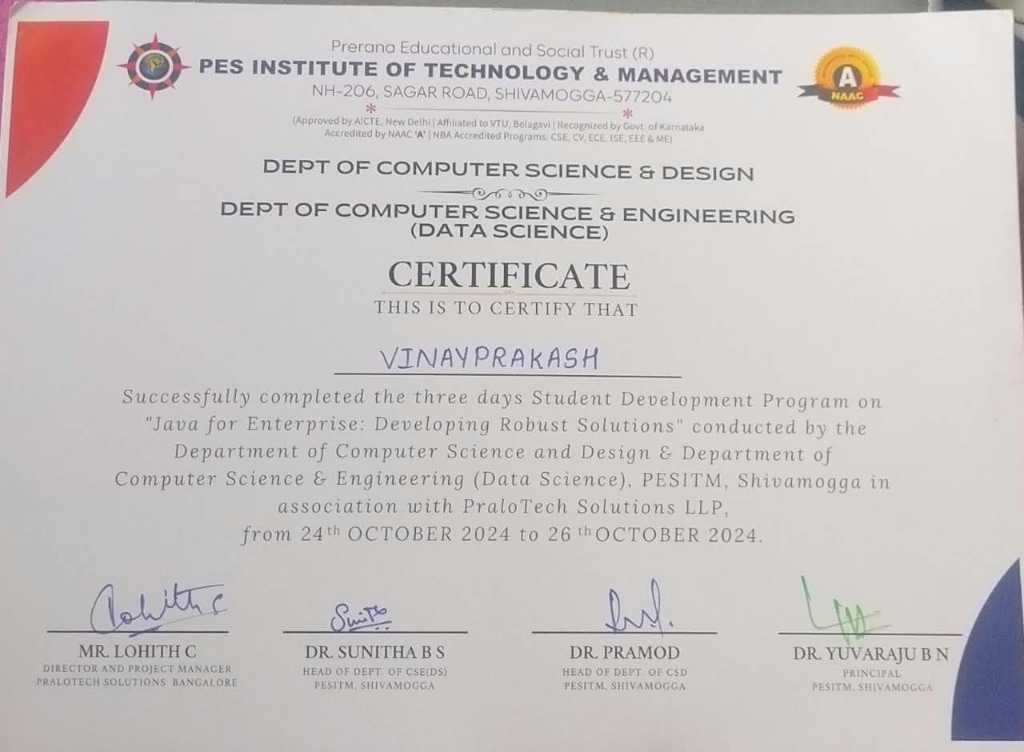 Prerana Educational and Social Trust (R)
PES INSTITUTE OF TECHNOLOGY & MANAGEMENT
NH-206, SAGAR ROAD, SHIVAMOGGA-577204
(Approved by AICTE, New Delhi | Affiliated to VTU, Belagavi | Recognized by Govt. of Karnataka
Accredited by NAAC 'A' | NBA Accredited Programs: CSE, CV, ECE, ISE, EEE & ME)
A
NAAC
DEPT OF COMPUTER SCIENCE & DESIGN
DEPT OF COMPUTER SCIENCE & ENGINEERING
(DATA SCIENCE)
CERTIFICATE
THIS IS TO CERTIFY THAT
VINAYPRAKASH
Successfully completed the three days Student Development Program on
"Java for Enterprise: Developing Robust Solutions" conducted by the
Department of Computer Science and Design & Department of
Computer Science & Engineering (Data Science), PESITM, Shivamogga in
association with PraloTech Solutions LLP,
from 24th OCTOBER 2024 to 26 th OCTOBER 2024.
Lohith C
MR. LOHITH C
DIRECTOR AND PROJECT MANAGER
PRALOTECH SOLUTIONS BANGALORE
DR. SUNITHA B S
HEAD OF DEPT. OF CSE(DS)
PESITM, SHIVAMOGGA
DR. PRAMOD
HEAD OF DEPT. OF CSD
PESITM, SHIVAMOGGA
DR. YUVARAJU B N
PRINCIPAL
PESITM, SHIVAMOGGA